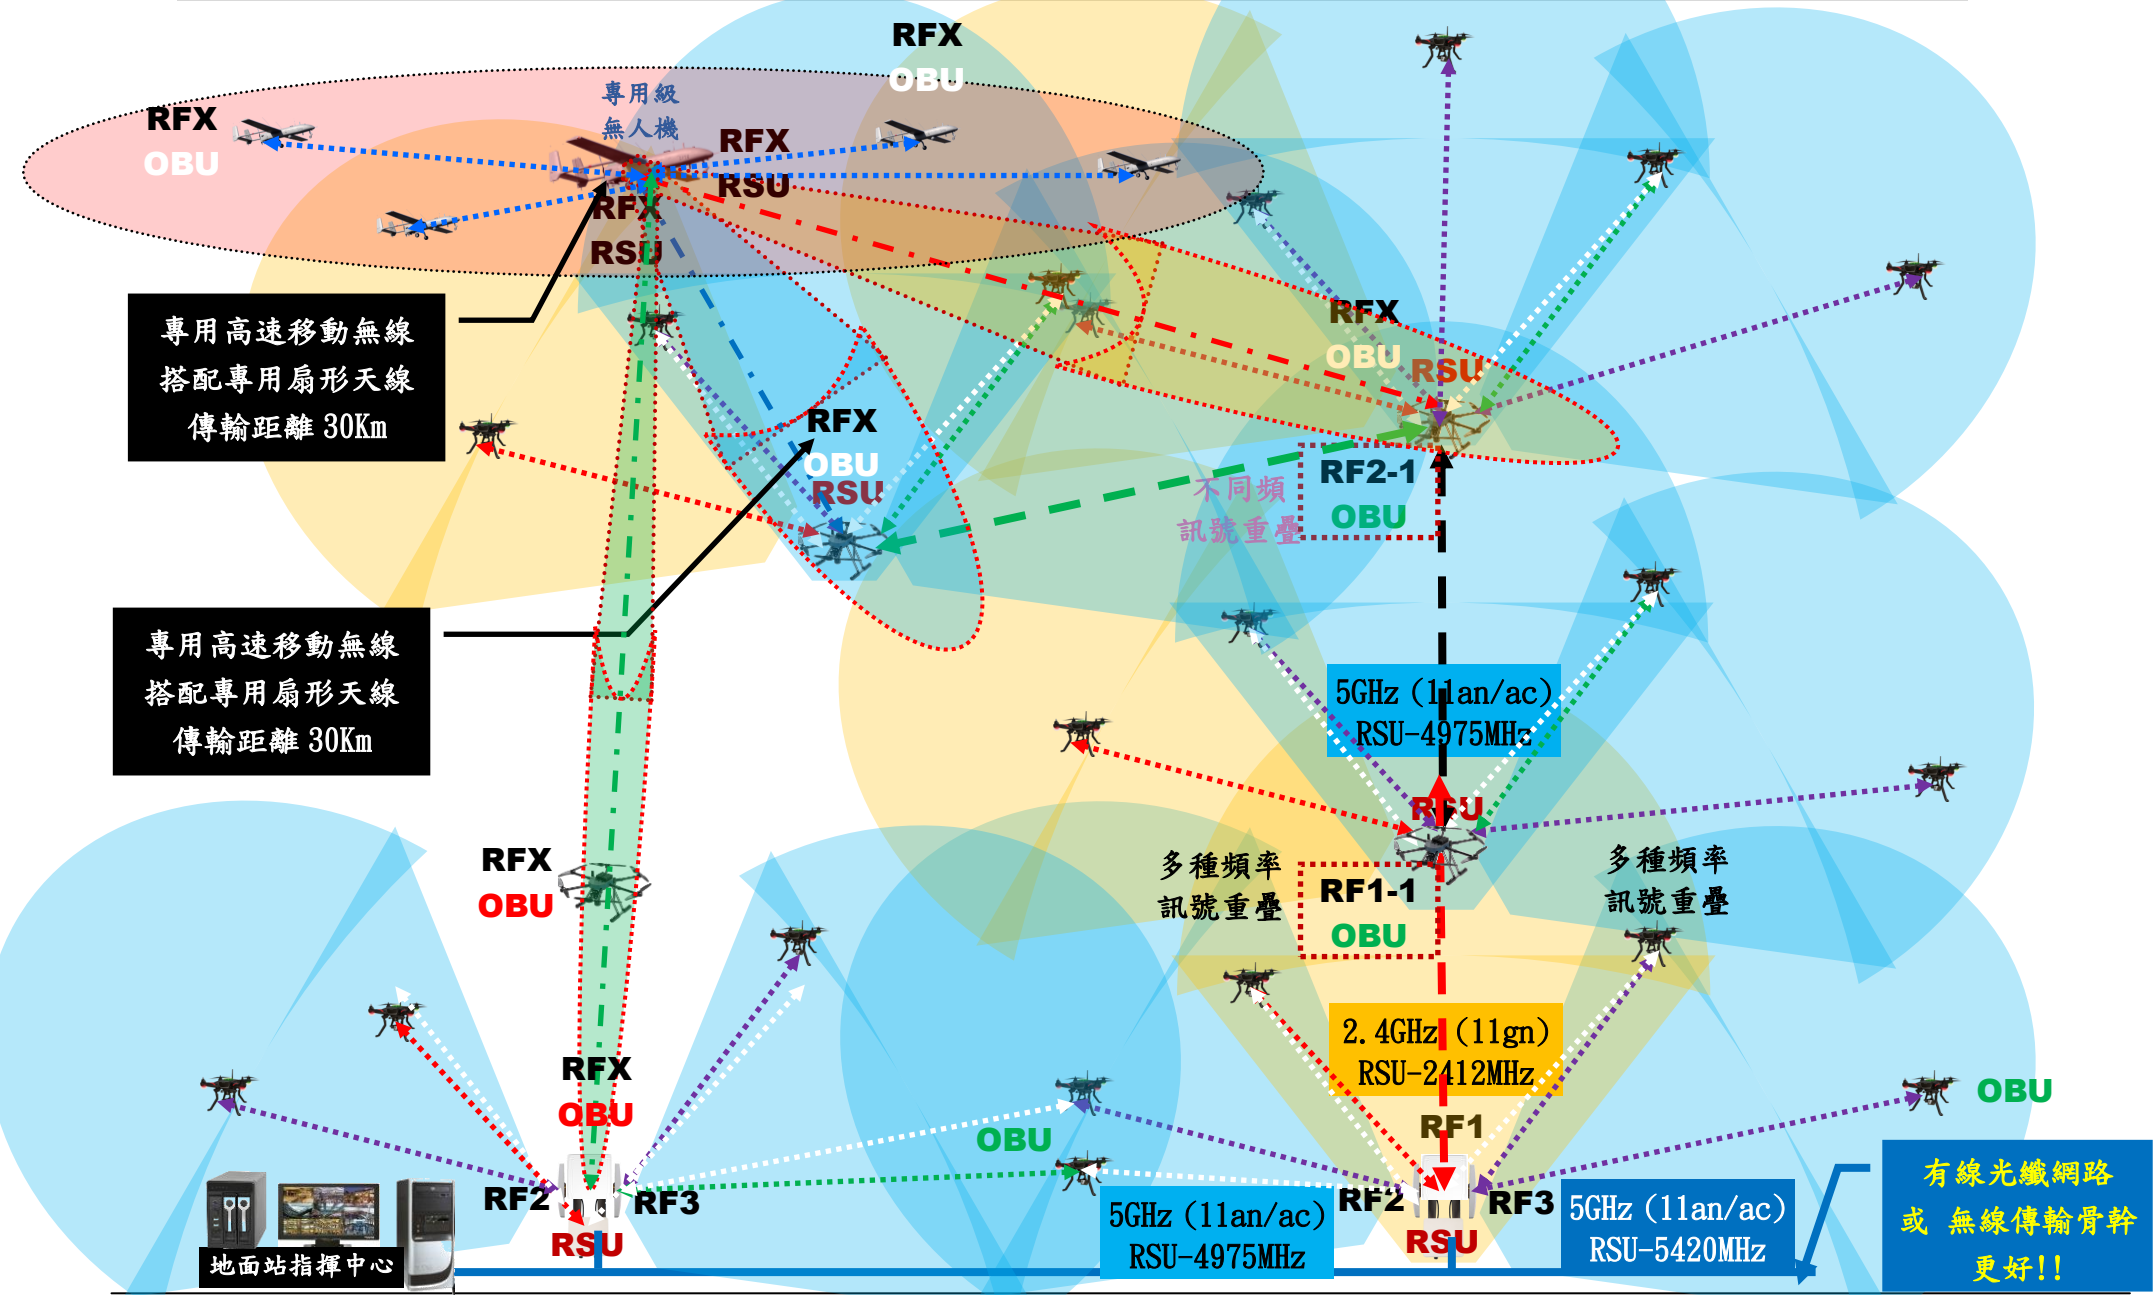 RFX
OBU
專用級
無人機
RFX
OBU
RFX
RSU
RFX
RSU
專用高速移動無線
搭配專用扇形天線
傳輸距離 30Km
RFX
OBU
RSU
RFX
OBU
RSU
RF2-1
OBU
不同頻
訊號重疊
專用高速移動無線
搭配專用扇形天線
傳輸距離 30Km
5GHz (11an/ac)
RSU-4975MHz
RSU
RFX
OBU
多種頻率
訊號重疊
RF1-1
OBU
多種頻率
訊號重疊
2.4GHz (11gn)
RSU-2412MHz
RFX
OBU
OBU
RF1
OBU
RF2
RF3
RSU
RF2
RF3
RSU
5GHz (11an/ac)
RSU-4975MHz
5GHz (11an/ac)
RSU-5420MHz
有線光纖網路
或 無線傳輸骨幹
更好!!
地面站指揮中心